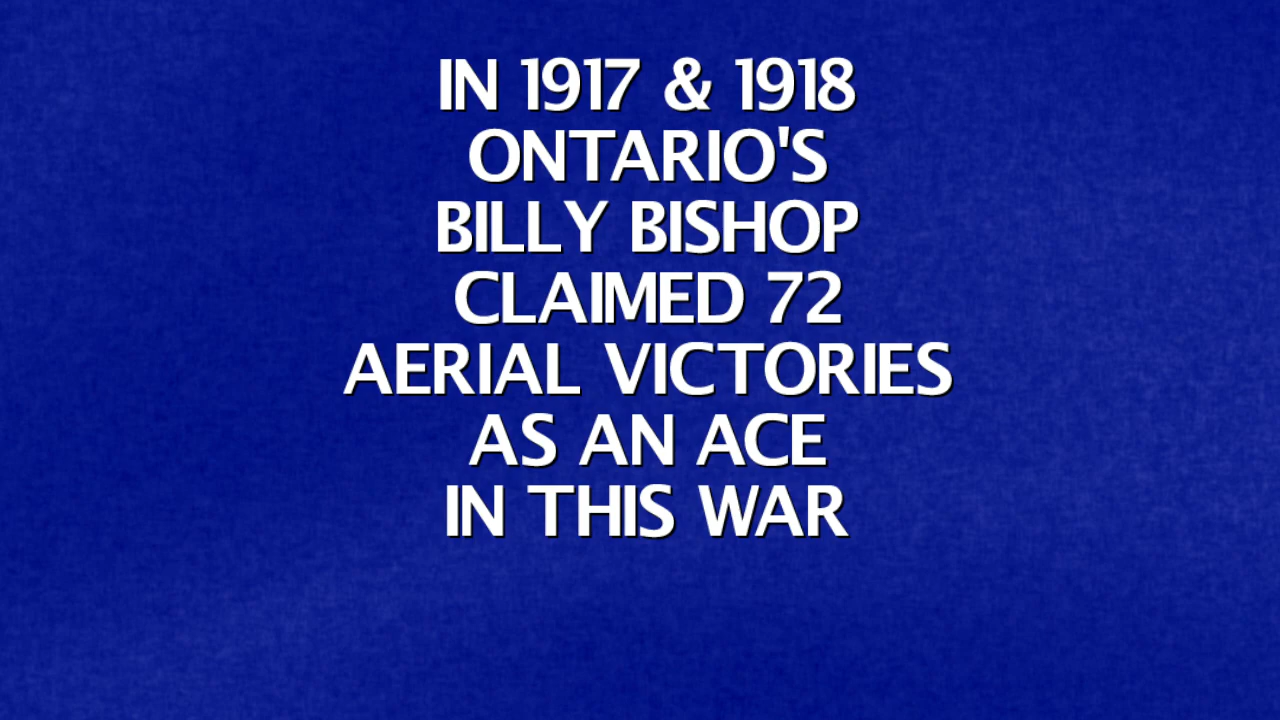 IN 1917 & 1918
ONTARIO'S
BILLY BISHOP
CLAIMED 72
AERIAL VICTORIES
AS AN ACE
IN THIS WAR